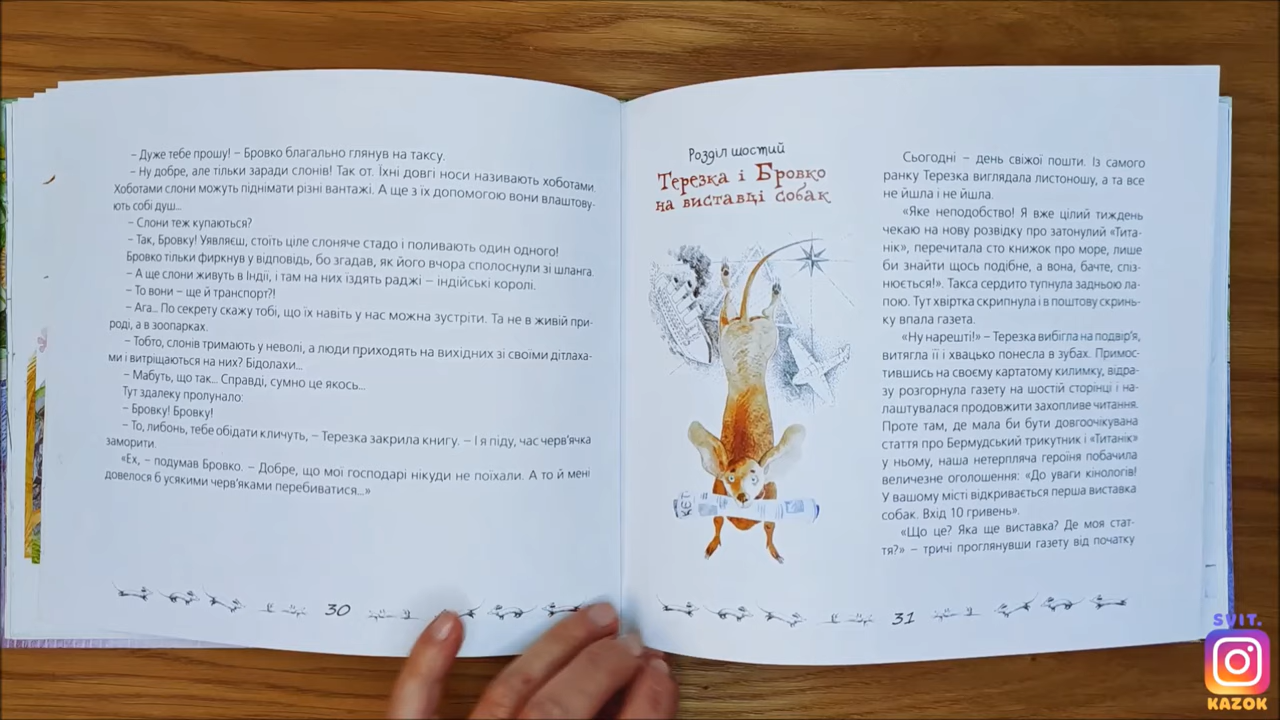 – Дуже тебе прошу! – Бровко благально глянув на таксу.
– Ну добре, але тільки заради слонів! Так от. Їхні довгі носи називають хоботами.
Хоботами слони можуть піднімати різні вантажі. А ще з їх допомогою вони влаштову-
ють собі душ...
– Слони теж купаються?
– Так, Бровку! Уявляєш, стоїть ціле слоняче стадо і поливають один одного!
Бровко тільки фиркнув у відповідь, бо згадав, як його вчора сполоснули зі шланга.
– А ще слони живуть в Індії, і там на них їздять раджі – індійські королі.
– То вони – ще й транспорт?!
– Ага... По секрету скажу тобі, що їх навіть у нас можна зустріти. Та не в живій при-
роді, а в зоопарках.
– Тобто, слонів тримають у неволі, а люди приходять на вихідних зі своїми дітлаха-
ми і витріщаються на них? Бідолахи...
– Мабуть, що так... Справді, сумно це якось...
Тут здалеку пролунало:
– Бровку! Бровку!
– То, либонь, тебе обідати кличуть, – Терезка закрила книгу. – І я піду, час черв'ячка
заморити.
«Ех, – подумав Бровко. – Добре, що мої господарі нікуди не поїхали. А то й мені
довелося б усякими черв'яками перебиватися...»
30
Розділ шостий
Терезка і Бровко
на виставці собак
КЄТ
Сьогодні – день свіжої пошти. Із самого
ранку Терезка виглядала листоношу, а та все
не йшла і не йшла.
«Яке неподобство! Я вже цілий тиждень
чекаю на нову розвідку про затонулий «Тита-
нік», перечитала сто книжок про море, лише
би знайти щось подібне, а вона, бачте, спіз-
нюється!». Такса сердито тупнула задньою ла-
пою. Тут хвіртка скрипнула і в поштову скринь-
ку впала газета.
«Ну нарешті!» – Терезка вибігла на подвір'я,
витягла її і хвацько понесла в зубах. Примос-
тившись на своєму картатому килимку, відра-
зу розгорнула газету на шостій сторінці і на-
лаштувалася продовжити захопливе читання.
Проте там, де мала би бути довгоочікувана
стаття про Бермудський трикутник і «Титанік»
у ньому, наша нетерпляча героїня побачила
величезне оголошення: «До уваги кінологів!
У вашому місті відкривається перша виставка
собак. Вхід 10 гривень».
«Що це? Яка ще виставка? Де моя стат-
тя?» – тричі проглянувши газету від початку
31
SVIT.
KAZOK